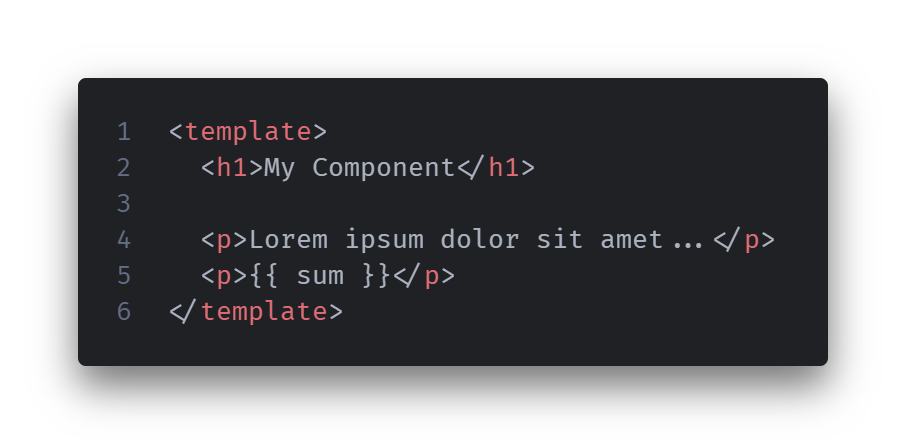 1 <template>
2   <h1>My Component</h1>
3
4   <p>Lorem ipsum dolor sit amet...</p>
5   <p>{{ sum }}</p>
6 </template>